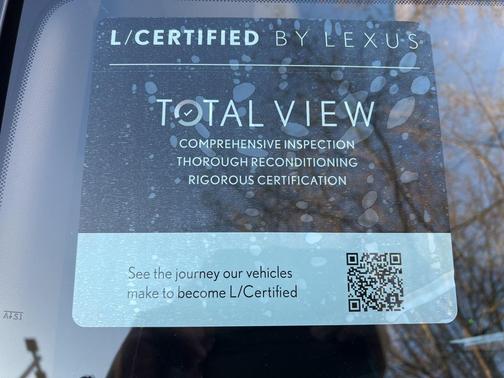 L/CERTIFIED BY LEXUS
TOTAL VIEW
COMPREHENSIVE INSPECTION
THOROUGH RECONDITIONING
RIGOROUS CERTIFICATION
See the journey our vehicles
make to become L/Certified